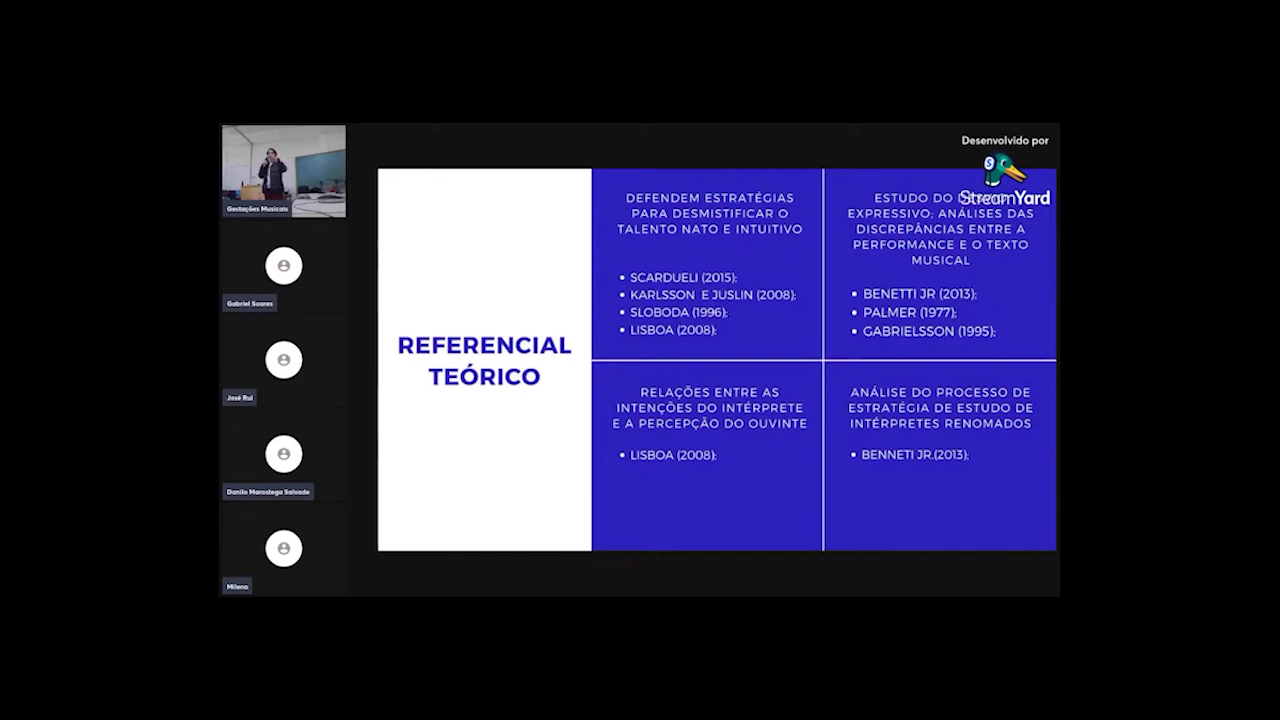 Gestações Musicais
Gabriel Soares
José Rui
Danilo Marostega Salvade
Milena
Desenvolvido por
StreamYard
REFERENCIAL
TEÓRICO
DEFENDEM ESTRATÉGIAS
PARA DESMISTIFICAR O
TALENTO NATO E INTUITIVO
• SCARDUELI (2015);
• KARLSSON E JUSLIN (2008);
• SLOBODA (1996);
• LISBOA (2008);
ESTUDO DO
EXPRESSIVO; ANÁLISES DAS
DISCREPÂNCIAS ENTRE A
PERFORMANCE E O TEXTO
MUSICAL
• BENETTI JR (2013);
• PALMER (1977);
• GABRIELSSON (1995);
RELAÇÕES ENTRE AS
INTENÇÕES DO INTÉRPRETE
E A PERCEPÇÃO DO OUVINTE
• LISBOA (2008);
ANÁLISE DO PROCESSO DE
ESTRATÉGIA DE ESTUDO DE
INTÉRPRETES RENOMADOS
• BENNETI JR.(2013);